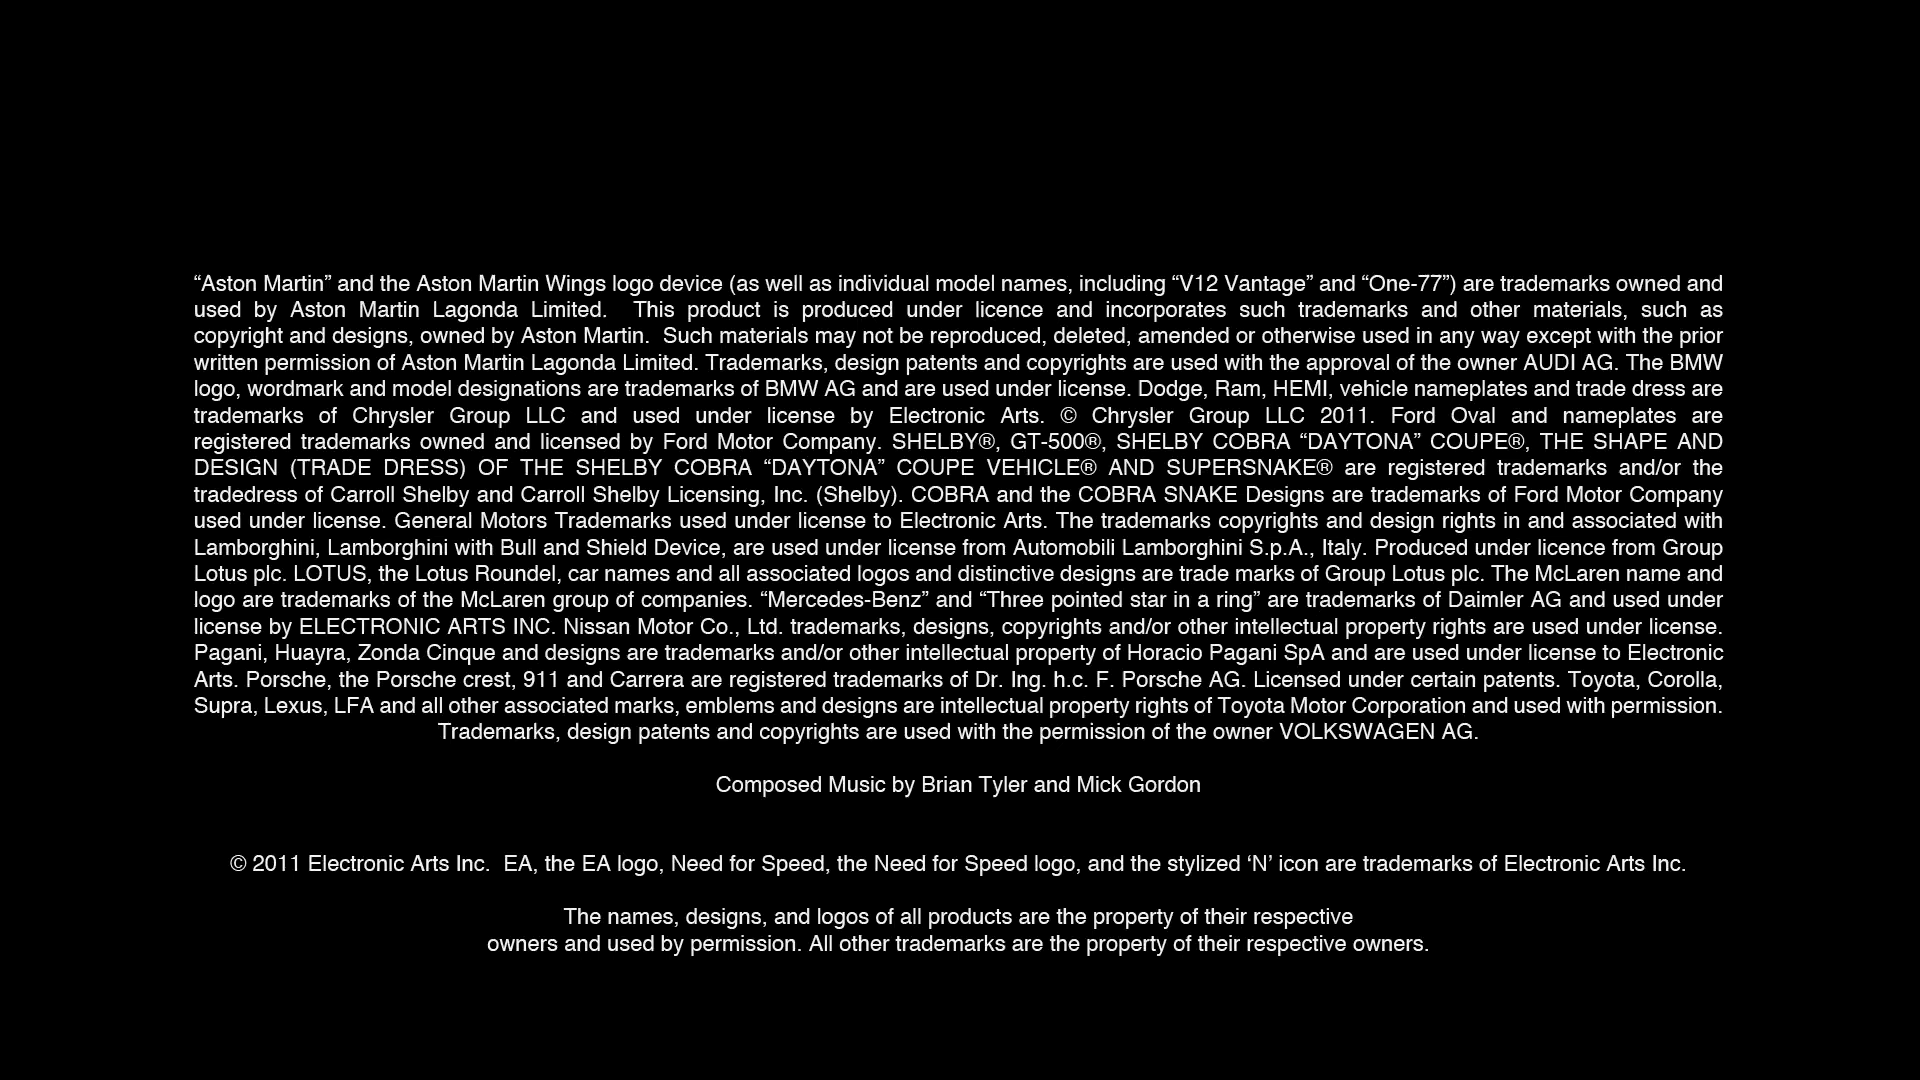 “Aston Martin” and the Aston Martin Wings logo device (as well as individual model names, including “V12 Vantage” and “One-77”) are trademarks owned and
used by Aston Martin Lagonda Limited.  This product is produced under licence and incorporates such trademarks and other materials, such as
copyright and designs, owned by Aston Martin.  Such materials may not be reproduced, deleted, amended or otherwise used in any way except with the prior
written permission of Aston Martin Lagonda Limited. Trademarks, design patents and copyrights are used with the approval of the owner AUDI AG. The BMW
logo, wordmark and model designations are trademarks of BMW AG and are used under license. Dodge, Ram, HEMI, vehicle nameplates and trade dress are
trademarks of Chrysler Group LLC and used under license by Electronic Arts. © Chrysler Group LLC 2011. Ford Oval and nameplates are
registered trademarks owned and licensed by Ford Motor Company. SHELBY®, GT-500®, SHELBY COBRA “DAYTONA” COUPE®, THE SHAPE AND
DESIGN (TRADE DRESS) OF THE SHELBY COBRA “DAYTONA” COUPE VEHICLE® AND SUPERSNAKE® are registered trademarks and/or the
tradedress of Carroll Shelby and Carroll Shelby Licensing, Inc. (Shelby). COBRA and the COBRA SNAKE Designs are trademarks of Ford Motor Company
used under license. General Motors Trademarks used under license to Electronic Arts. The trademarks copyrights and design rights in and associated with
Lamborghini, Lamborghini with Bull and Shield Device, are used under license from Automobili Lamborghini S.p.A., Italy. Produced under licence from Group
Lotus plc. LOTUS, the Lotus Roundel, car names and all associated logos and distinctive designs are trade marks of Group Lotus plc. The McLaren name and
logo are trademarks of the McLaren group of companies. “Mercedes-Benz” and “Three pointed star in a ring” are trademarks of Daimler AG and used under
license by ELECTRONIC ARTS INC. Nissan Motor Co., Ltd. trademarks, designs, copyrights and/or other intellectual property rights are used under license.
Pagani, Huayra, Zonda Cinque and designs are trademarks and/or other intellectual property of Horacio Pagani SpA and are used under license to Electronic
Arts. Porsche, the Porsche crest, 911 and Carrera are registered trademarks of Dr. Ing. h.c. F. Porsche AG. Licensed under certain patents. Toyota, Corolla,
Supra, Lexus, LFA and all other associated marks, emblems and designs are intellectual property rights of Toyota Motor Corporation and used with permission.
Trademarks, design patents and copyrights are used with the permission of the owner VOLKSWAGEN AG.
Composed Music by Brian Tyler and Mick Gordon
© 2011 Electronic Arts Inc.  EA, the EA logo, Need for Speed, the Need for Speed logo, and the stylized ‘N’ icon are trademarks of Electronic Arts Inc.
The names, designs, and logos of all products are the property of their respective
owners and used by permission. All other trademarks are the property of their respective owners.